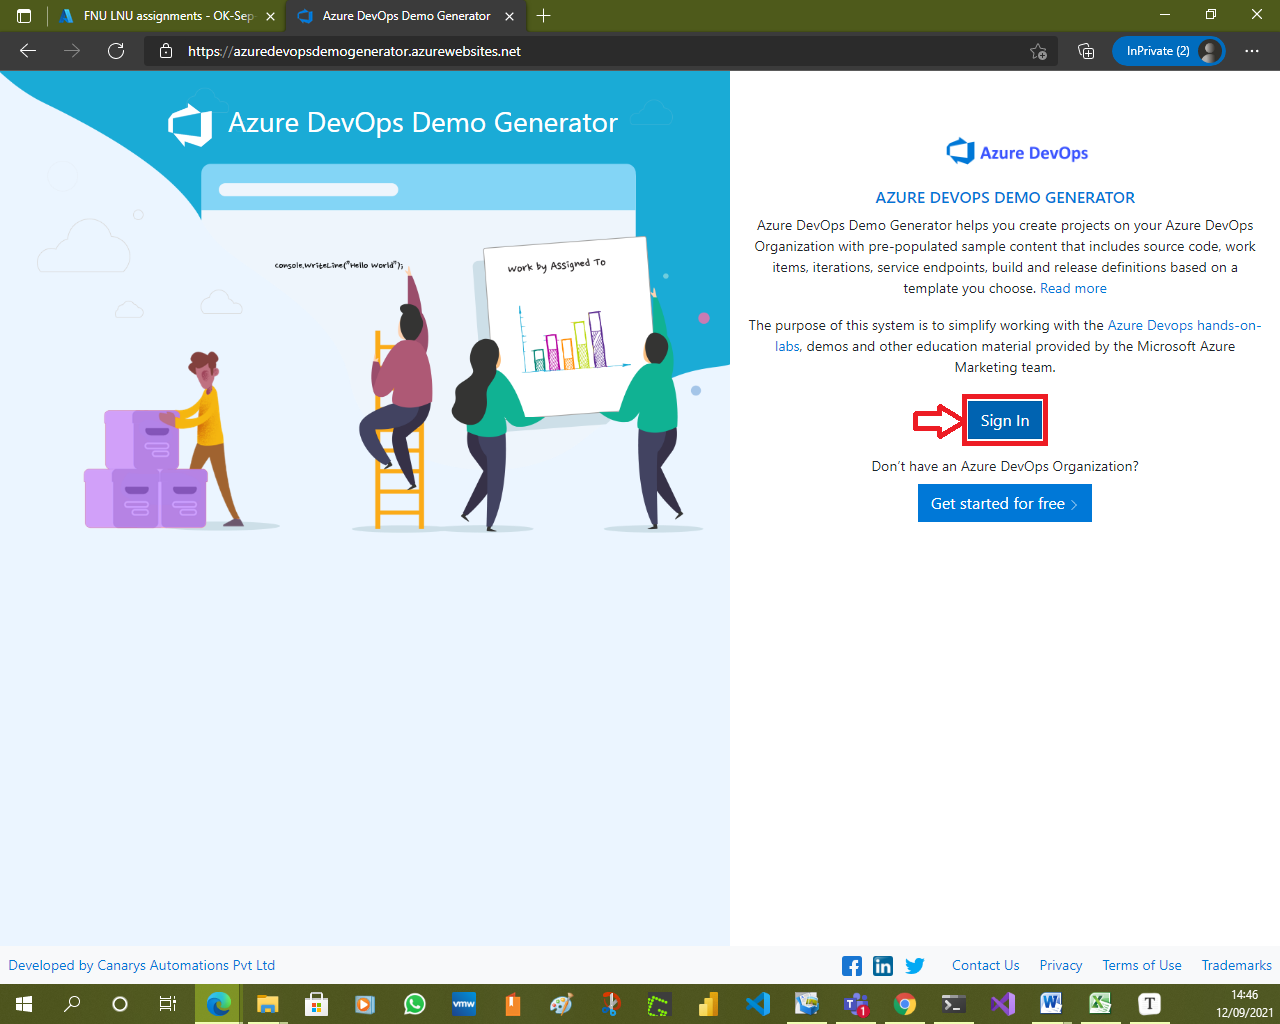 FNU LNU assignments - OK-Sep-
Azure DevOps Demo Generator
https://azuredevopsdemogenerator.azurewebsites.net
InPrivate (2)
Azure DevOps Demo Generator
console.WriteLine("Hello World");
Work by Assigned To
Azure DevOps
AZURE DEVOPS DEMO GENERATOR
Azure DevOps Demo Generator helps you create projects on your Azure DevOps
Organization with pre-populated sample content that includes source code, work
items, iterations, service endpoints, build and release definitions based on a
template you choose. Read more
The purpose of this system is to simplify working with the Azure Devops hands-on-
labs, demos and other education material provided by the Microsoft Azure
Marketing team.
Sign In
Don't have an Azure DevOps Organization?
Get started for free >
Developed by Canarys Automations Pvt Ltd
Contact Us Privacy Terms of Use Trademarks
vmw
1
T
14:46
12/09/2021